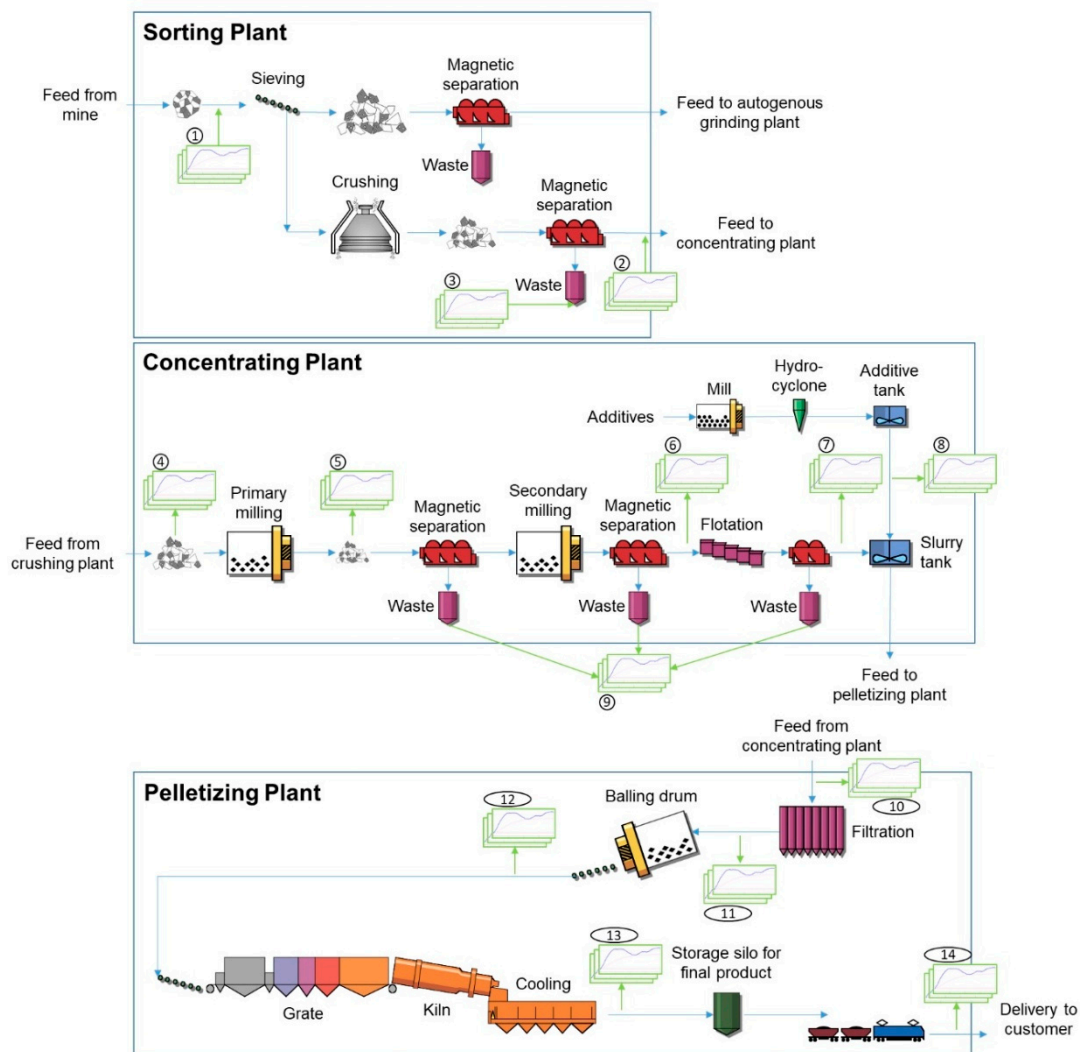 Sorting Plant
Sieving
Magnetic
separation
Feed from
mine
Feed to autogenous
grinding plant
①
Waste
Crushing
Magnetic
separation
Feed to
concentrating plant
②
③
Waste
Concentrating Plant
Additives
Mill
Hydro-
cyclone
Additive
tank
④
⑤
⑥
⑦
⑧
Feed from
crushing plant
Primary
milling
Magnetic
separation
Secondary
milling
Magnetic
separation
Flotation
Slurry
tank
Waste
Waste
Waste
⑨
Feed to
pelletizing plant
Feed from
concentrating plant
Pelletizing Plant
12
Balling drum
10
Filtration
11
13
Storage silo for
final product
14
Grate
Kiln
Cooling
Delivery to
customer